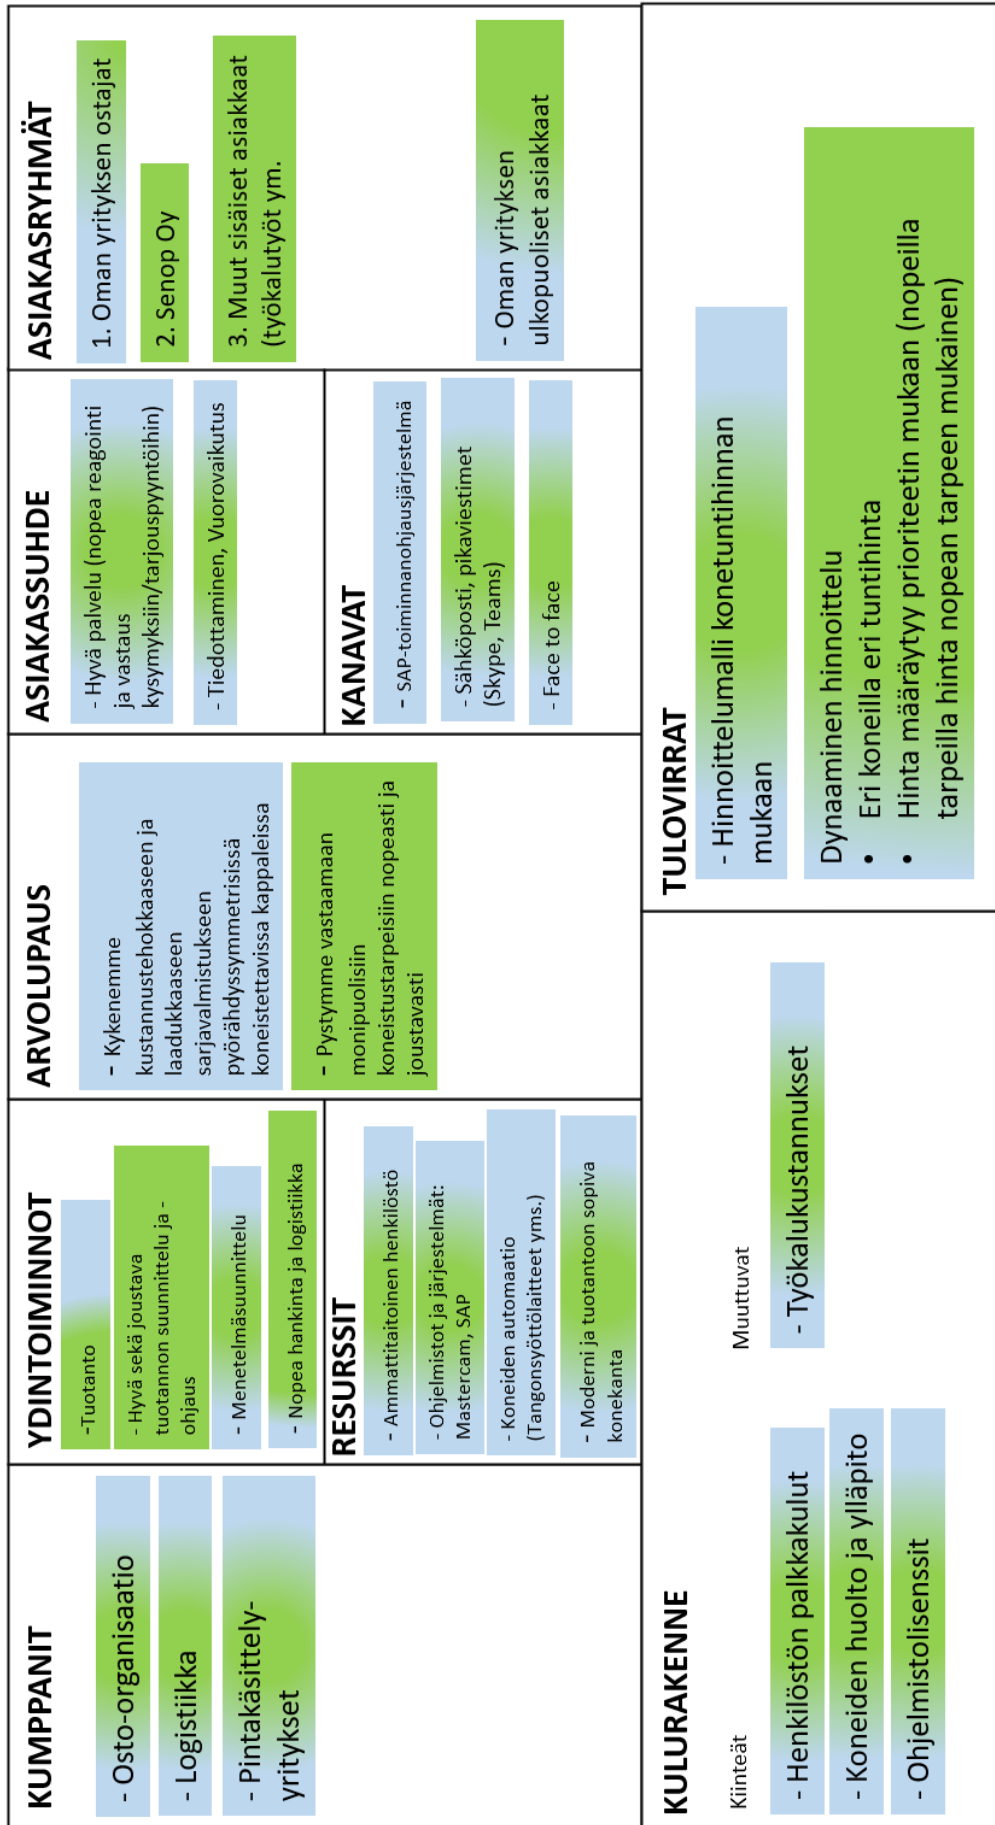 KUMPPANIT
- Osto-organisaatio
- Logistiikka
- Pintakäsittely-
yritykset
YDINTOIMINNOT
-Tuotanto
- Hyvä sekä joustava
tuotannon suunnittelu ja -
ohjaus
- Menetelmäsuunnittelu
- Nopea hankinta ja logistiikka
RESURSSIT
- Ammattitaitoinen henkilöstö
- Ohjelmistot ja järjestelmät:
Mastercam, SAP
- Koneiden automaatio
(Tangonsyöttölaitteet yms.)
- Moderni ja tuotantoon sopiva
konekanta
ARVOLUPAUS
- Kykenemme
kustannustehokkaaseen ja
laadukkaaseen
sarjavalmistukseen
pyörähdyssymmetrisissä
koneistettavissa kappaleissa
- Pystymme vastaamaan
monipuolisiin
koneistustarpeisiin nopeasti ja
joustavasti
ASIAKASSUHDE
- Hyvä palvelu (nopea reagointi
ja vastaus
kysymyksiin/tarjouspyyntöihin)
- Tiedottaminen, Vuorovaikutus
KANAVAT
- SAP-toiminnanohjausjärjestelmä
- Sähköposti, pikaviestimet
(Skype, Teams)
- Face to face
ASIAKASRYHMÄT
1. Oman yrityksen ostajat
2. Senop Oy
3. Muut sisäiset asiakkaat
(työkalutyöt ym.
- Oman yrityksen
ulkopuoliset asiakkaat
KULURAKENNE
Kiinteät
- Henkilöstön palkkakulut
- Koneiden huolto ja ylläpito
- Ohjelmistolisenssit
Muuttuvat
- Työkalukustannukset
TULOVIRRAT
- Hinnoittelumalli konetuntihinnan
mukaan
Dynaaminen hinnoittelu
• Eri koneilla eri tuntihinta
• Hinta määräytyy prioriteetin mukaan (nopeilla
tarpeilla hinta nopean tarpeen mukainen)